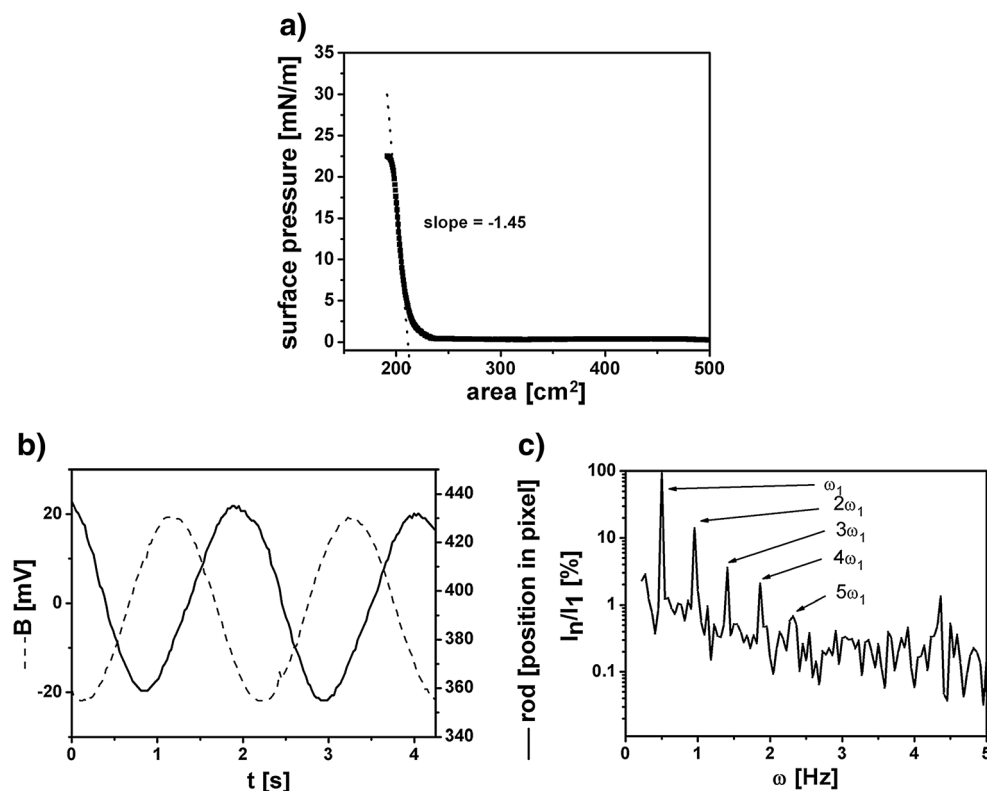 a)
surface pressure [mN/m]
35
30
25
20
15
10
5
0
slope = -1.45
200
300
400
500
area [cm²]
b)
---B [mV]
20
0
-20
440
420
400
380
360
340
— rod [position in pixel]
0
1
2
3
4
t [s]
c)
Iₙ/I₁ [%]
100
10
1
0.1
ω₁
2ω₁
3ω₁
4ω₁
5ω₁
0
1
2
3
4
5
ω [Hz]